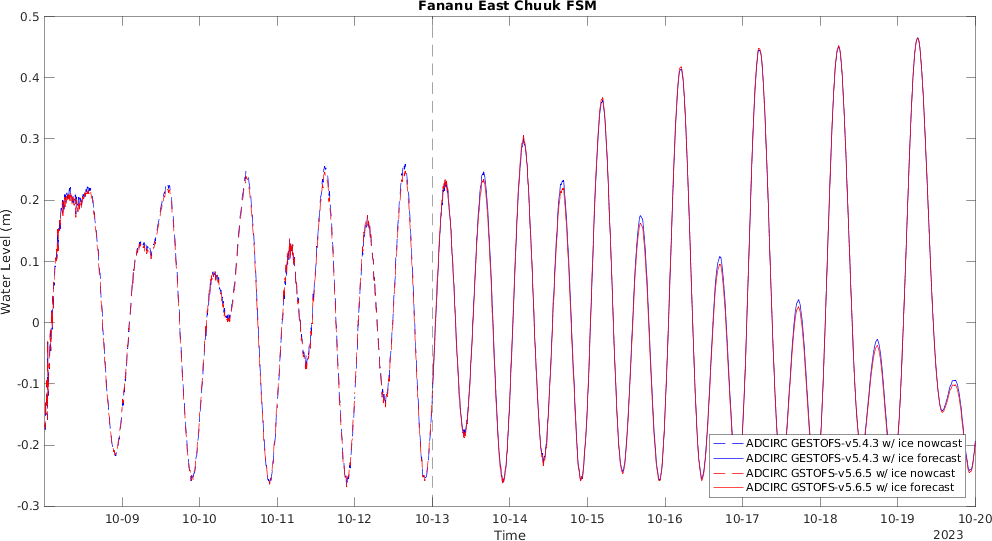 Fananu East Chuuk FSM
0.5
0.4
0.3
0.2
0.1
0
-0.1
-0.2
-0.3
Water Level (m)
ADCIRC GESTOFS-v5.4.3 w/ ice nowcast
ADCIRC GESTOFS-v5.4.3 w/ ice forecast
ADCIRC GSTOFS-v5.6.5 w/ ice nowcast
ADCIRC GSTOFS-v5.6.5 w/ ice forecast
10-09 10-10 10-11 10-12 10-13 10-14 10-15 10-16 10-17 10-18 10-19 10-20
Time
2023